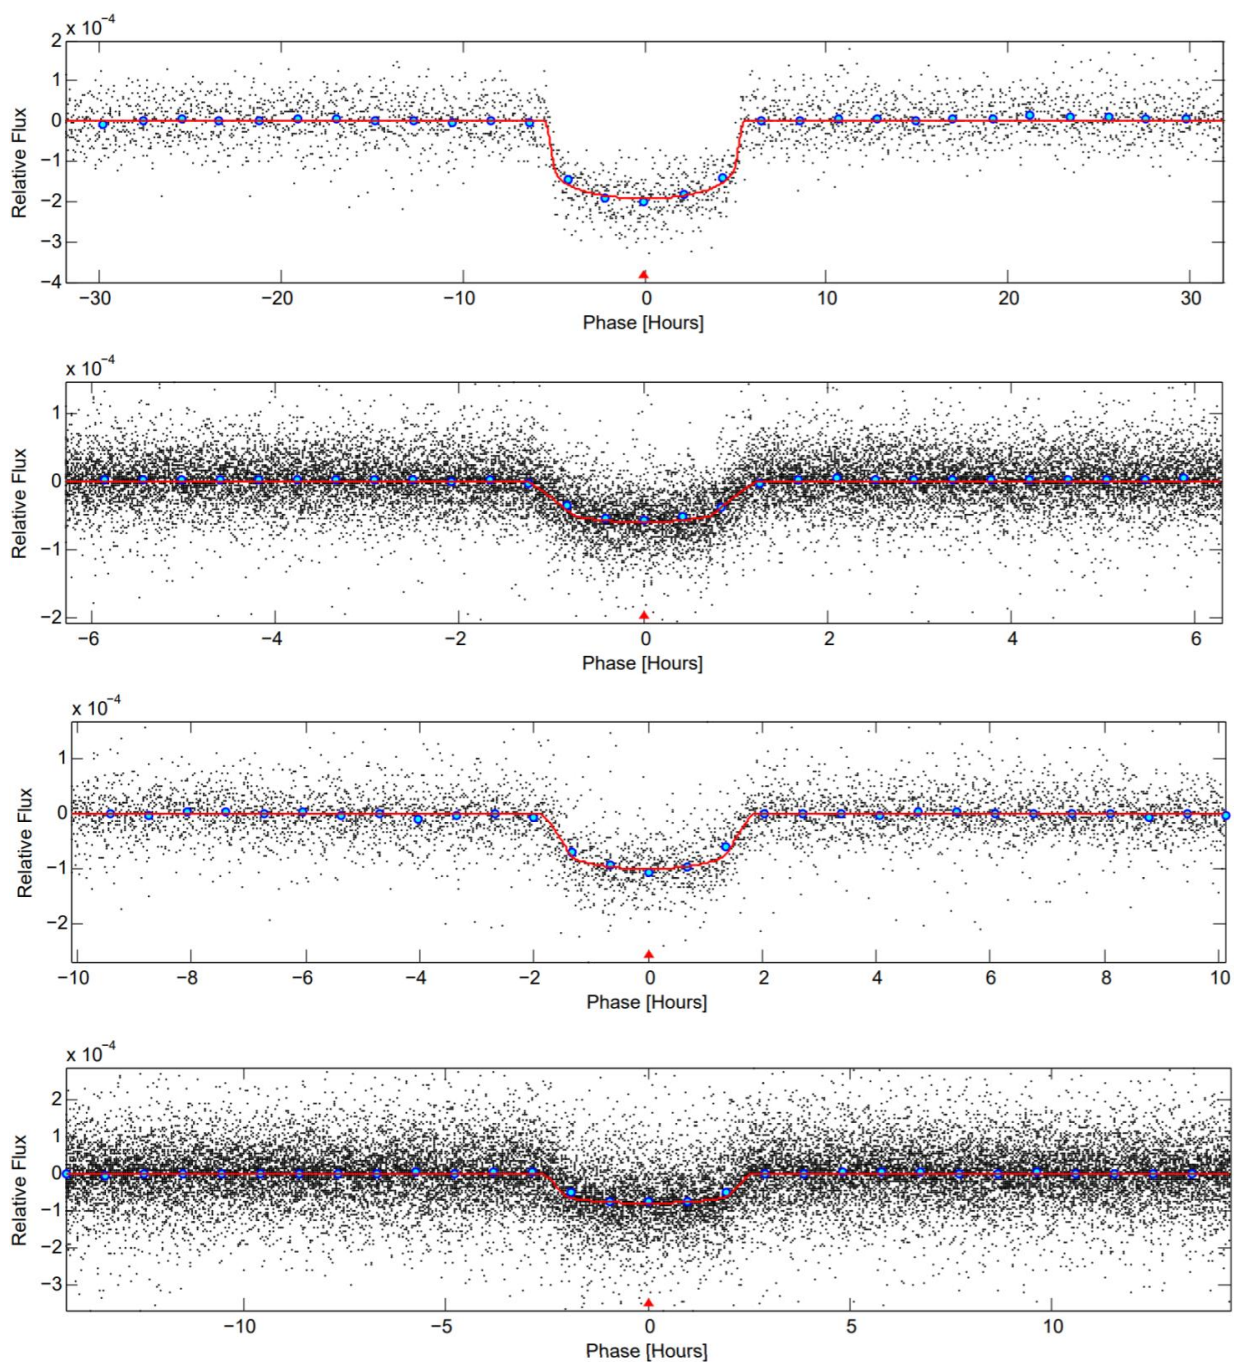 x 10⁻⁴
2
1
0
−1
−2
−3
−4
Relative Flux
−30 −20 −10 0 10 20 30
Phase [Hours]
x 10⁻⁴
1
0
−1
−2
Relative Flux
−6 −4 −2 0 2 4 6
Phase [Hours]
x 10⁻⁴
1
0
−1
−2
Relative Flux
−10 −8 −6 −4 −2 0 2 4 6 8 10
Phase [Hours]
x 10⁻⁴
2
1
0
−1
−2
−3
Relative Flux
−10 −5 0 5 10
Phase [Hours]